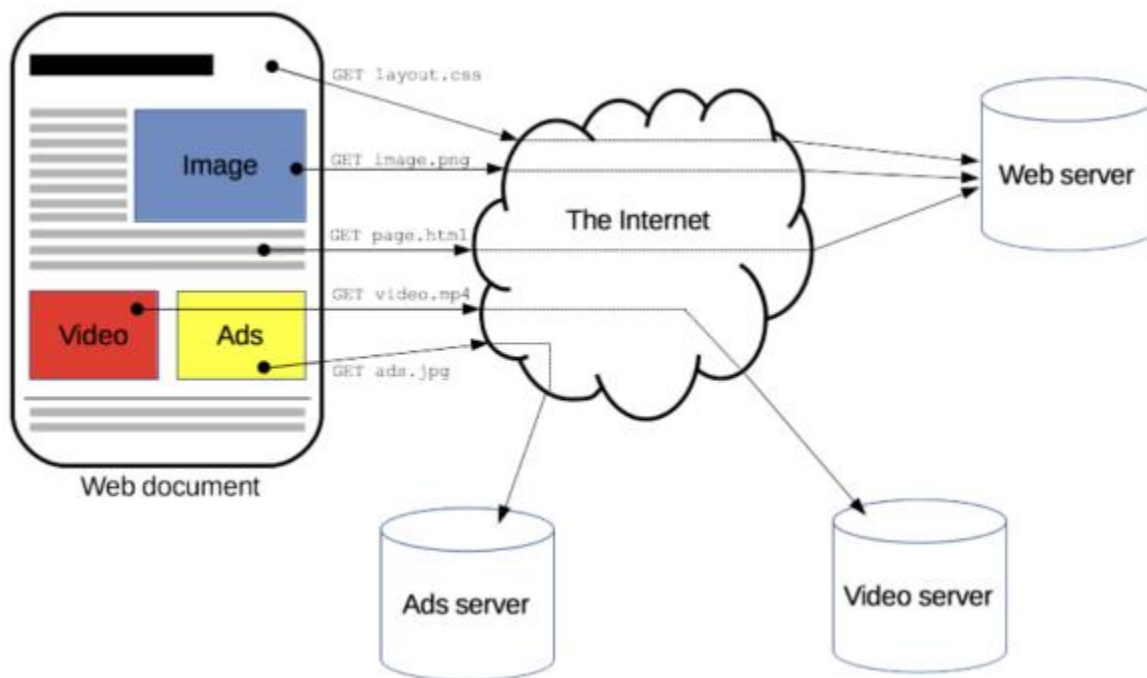 GET layout.css
Image
GET image.png
Web server
The Internet
GET page.html
Video
Ads
GET video.mp4
GET ads.jpg
Web document
Ads server
Video server